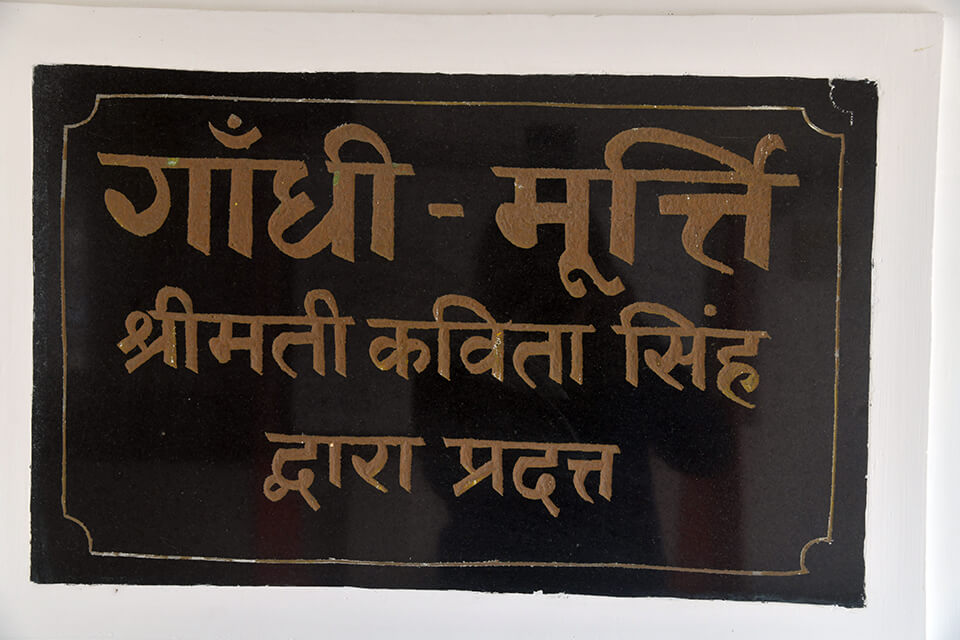 गाँधी - मूर्त्ति
श्रीमती कविता सिंह
द्वारा प्रदत्त